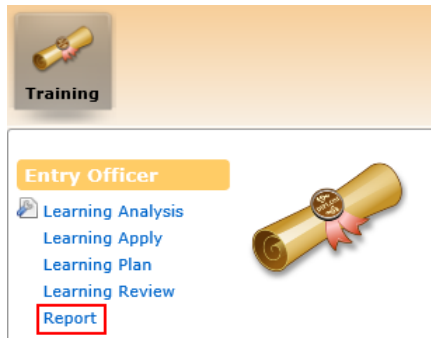 Training
Entry Officer
Learning Analysis
Learning Apply
Learning Plan
Learning Review
Report